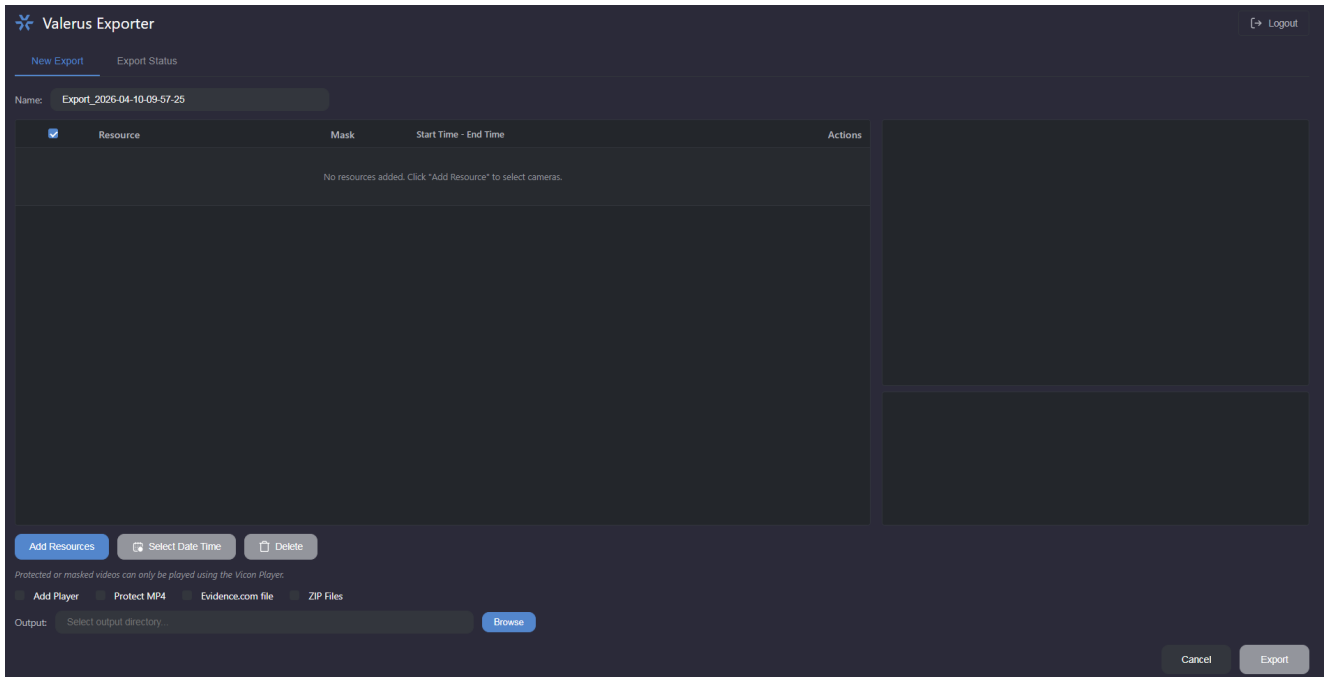 Valerus Exporter
Logout
New Export Export Status
Name: Export_2026-04-10-09-57-25
Resource Mask Start Time - End Time Actions
No resources added. Click "Add Resource" to select cameras.
Add Resources Select Date Time Delete
Protected or masked videos can only be played using the Vicon Player.
Add Player Protect MP4 Evidence.com file ZIP Files
Output: Select output directory... Browse
Cancel Export